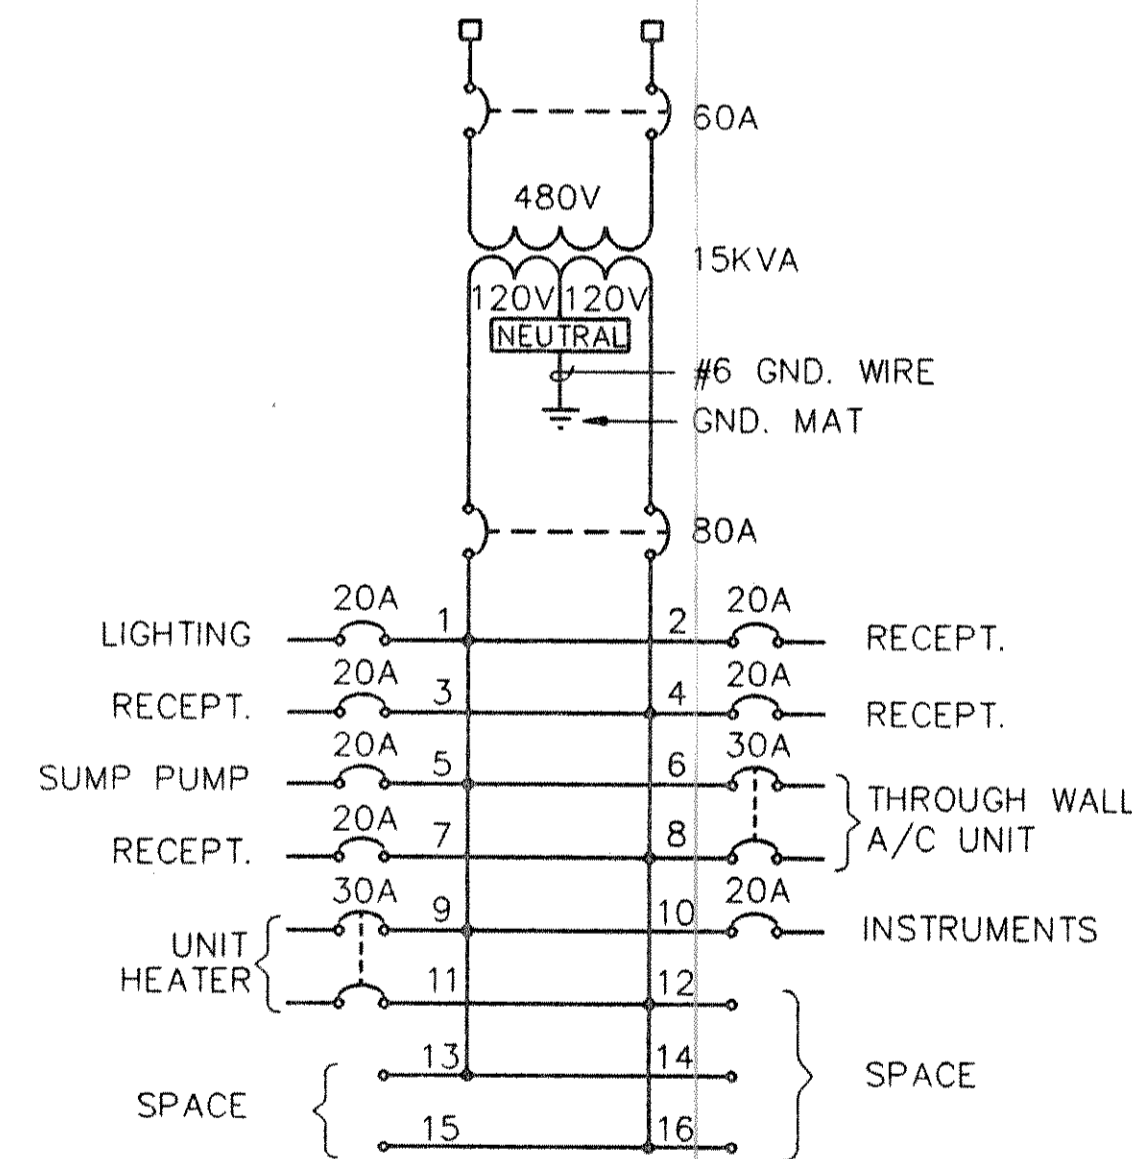 60A
480V
15KVA
120V 120V
NEUTRAL
#6 GND. WIRE
GND. MAT
80A
20A 20A
LIGHTING 1 2 RECEPT.
20A 20A
RECEPT. 3 4 RECEPT.
20A 30A
SUMP PUMP 5 6
THROUGH WALL
A/C UNIT
20A
RECEPT. 7 8
30A 20A
9 10 INSTRUMENTS
UNIT
HEATER
11 12
13 14
SPACE
SPACE
15 16